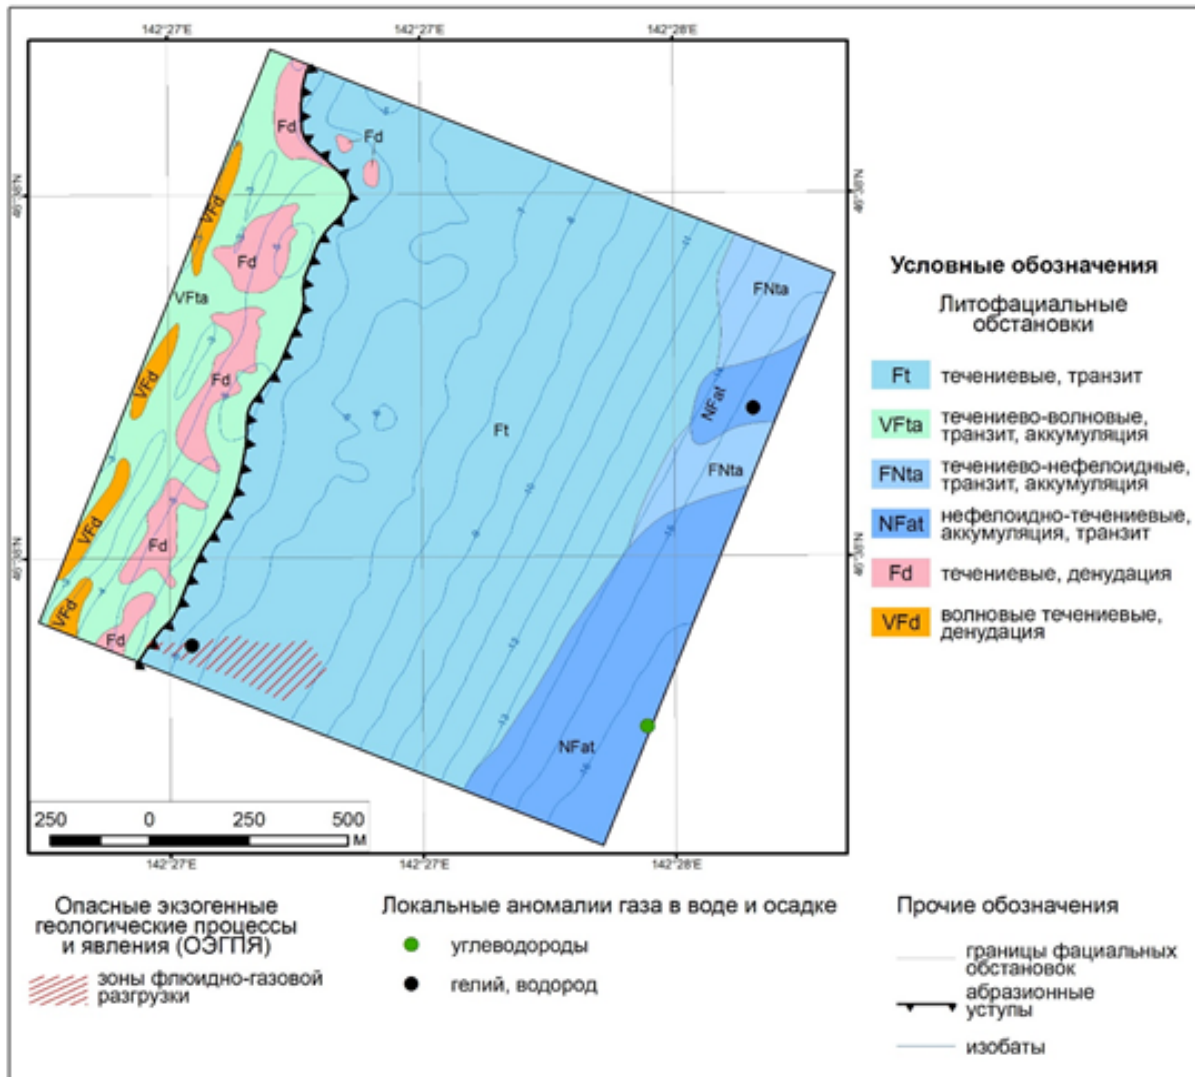 142°27'E 142°27'E 142°28'E
46°38'N 46°38'N
Fd
Fd
VFd
Fd
VFta
FNta
Fd
VFd
NFat
Ft
FNta
VFd
Fd
VFd
Fd
NFat
46°38'N 46°38'N
250 0 250 500
М
142°27'E 142°27'E 142°28'E
Условные обозначения
Литофациальные
обстановки
Ft течениевые, транзит
VFta течениево-волновые,
транзит, аккумуляция
FNta течениево-нефелоидные,
транзит, аккумуляция
NFat нефелоидно-течениевые,
аккумуляция, транзит
Fd течениевые, денудация
VFd волновые течениевые,
денудация
Опасные экзогенные
геологические процессы
и явления (ОЭГПЯ)
зоны флюидно-газовой
разгрузки
Локальные аномалии газа в воде и осадке
углеводороды
гелий, водород
Прочие обозначения
границы фациальных
обстановок
абразионные
уступы
изобаты